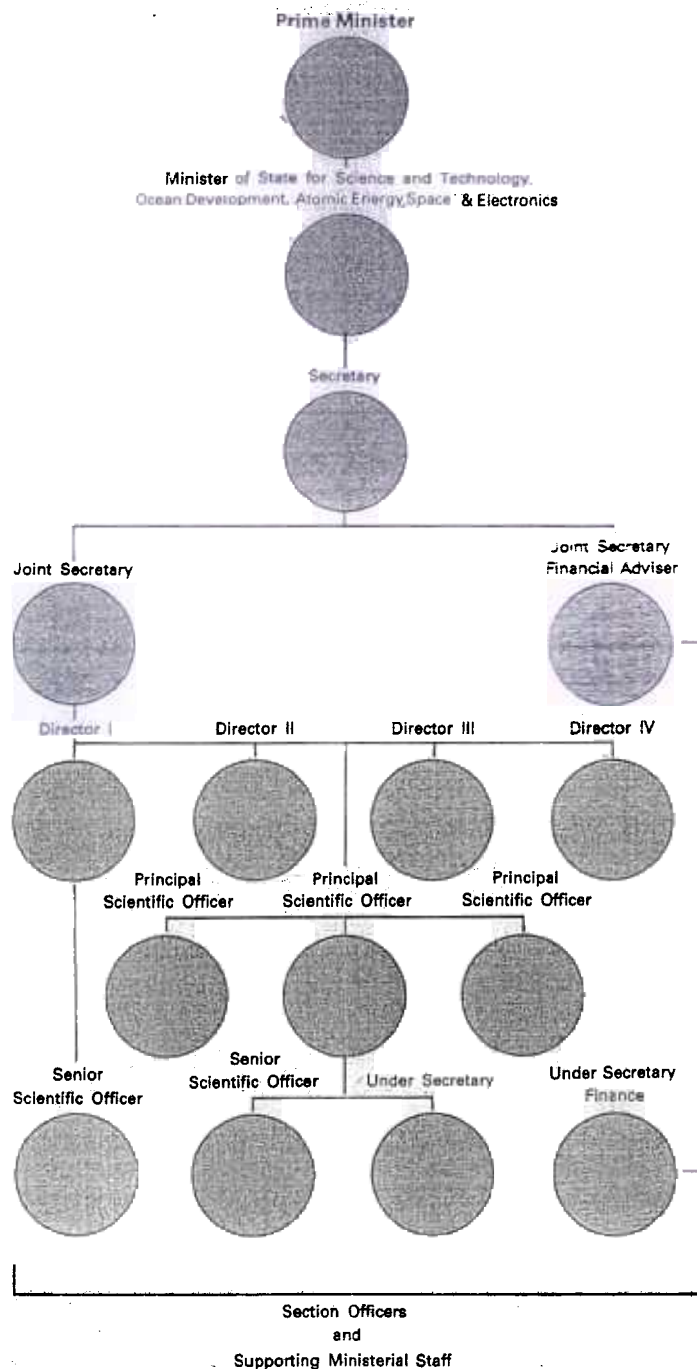 Prime Minister
Minister of State for Science and Technology,
Ocean Development, Atomic Energy, Space & Electronics
Secretary
Joint Secretary
Joint Secretary
Financial Adviser
Director I
Director II
Director III
Director IV
Principal
Scientific Officer
Principal
Scientific Officer
Principal
Scientific Officer
Senior
Scientific Officer
Senior
Scientific Officer
Under Secretary
Under Secretary
Finance
Section Officers
and
Supporting Ministerial Staff